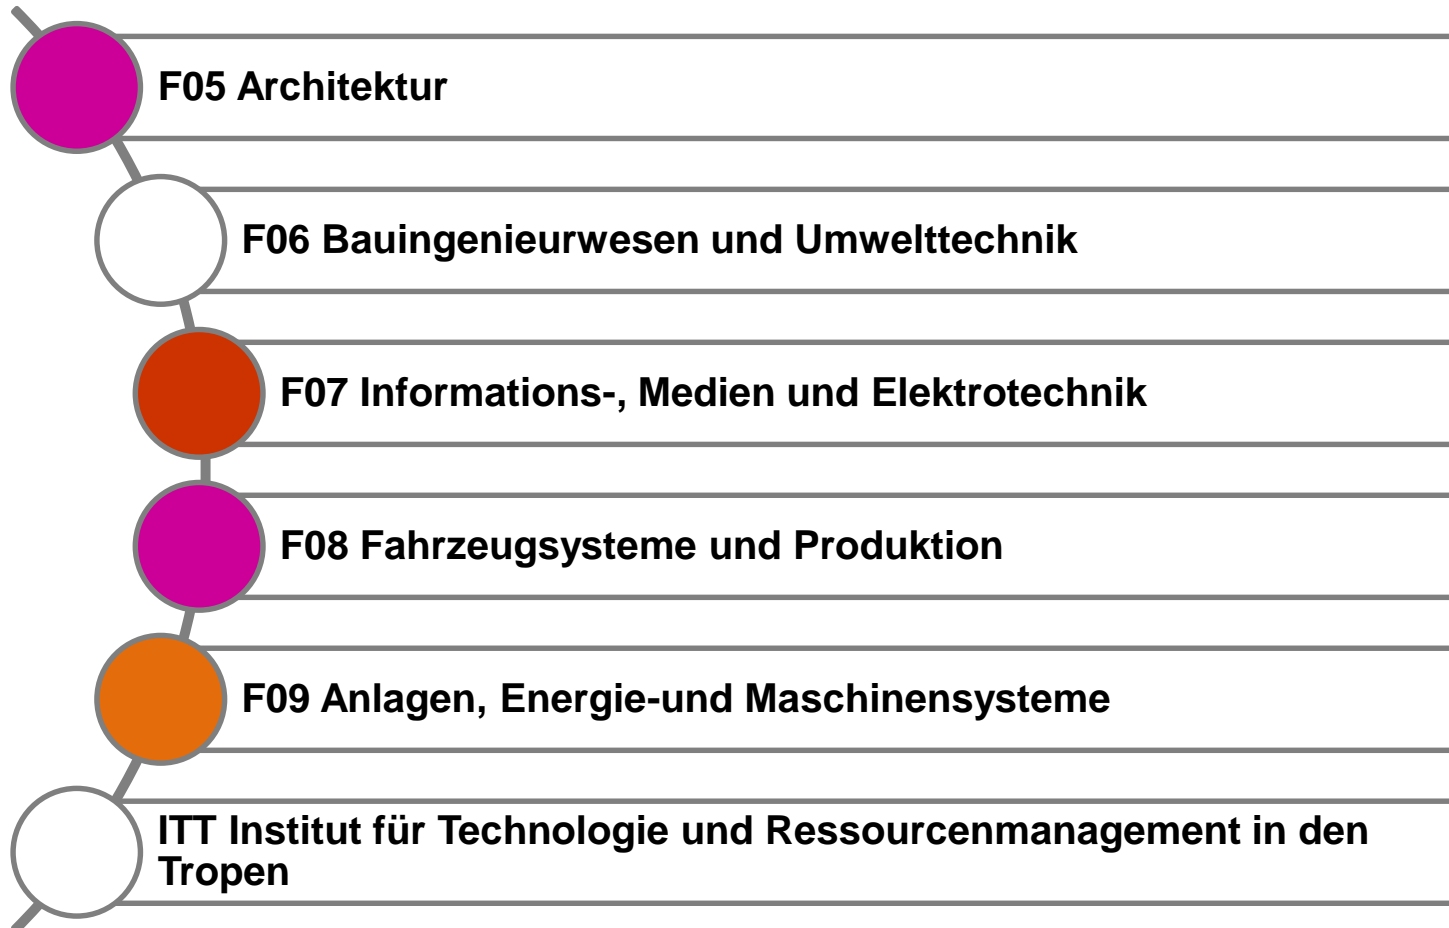 F05 Architektur
F06 Bauingenieurwesen und Umwelttechnik
F07 Informations-, Medien und Elektrotechnik
F08 Fahrzeugsysteme und Produktion
F09 Anlagen, Energie-und Maschinensysteme
ITT Institut für Technologie und Ressourcenmanagement in den
Tropen